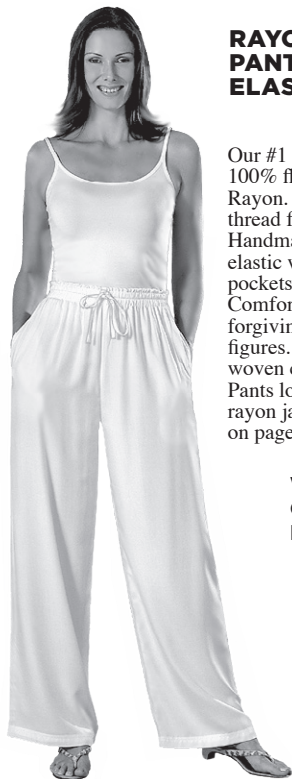 RAYO
PANT
ELAS
Our #1
100% fl
Rayon.
thread f
Handma
elastic w
pockets
Comfor
forgivin
figures.
woven c
Pants lo
rayon ja
on page